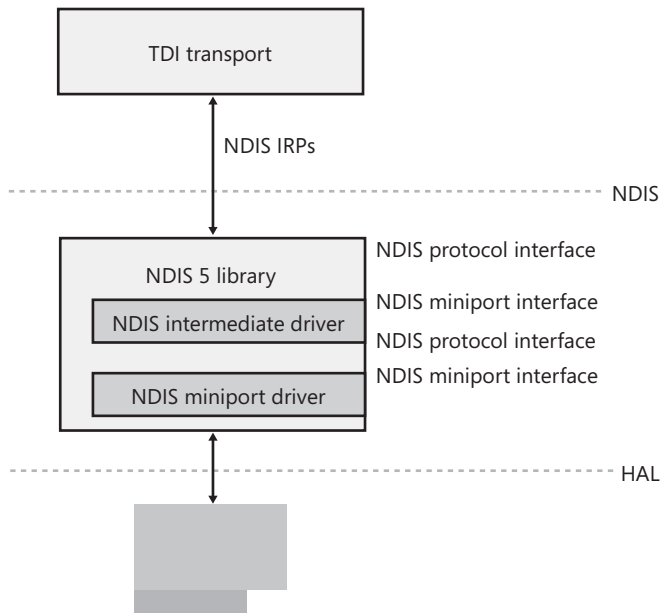 TDI transport
NDIS IRPs
NDIS
NDIS protocol interface
NDIS 5 library
NDIS miniport interface
NDIS intermediate driver
NDIS protocol interface
NDIS miniport interface
NDIS miniport driver
HAL